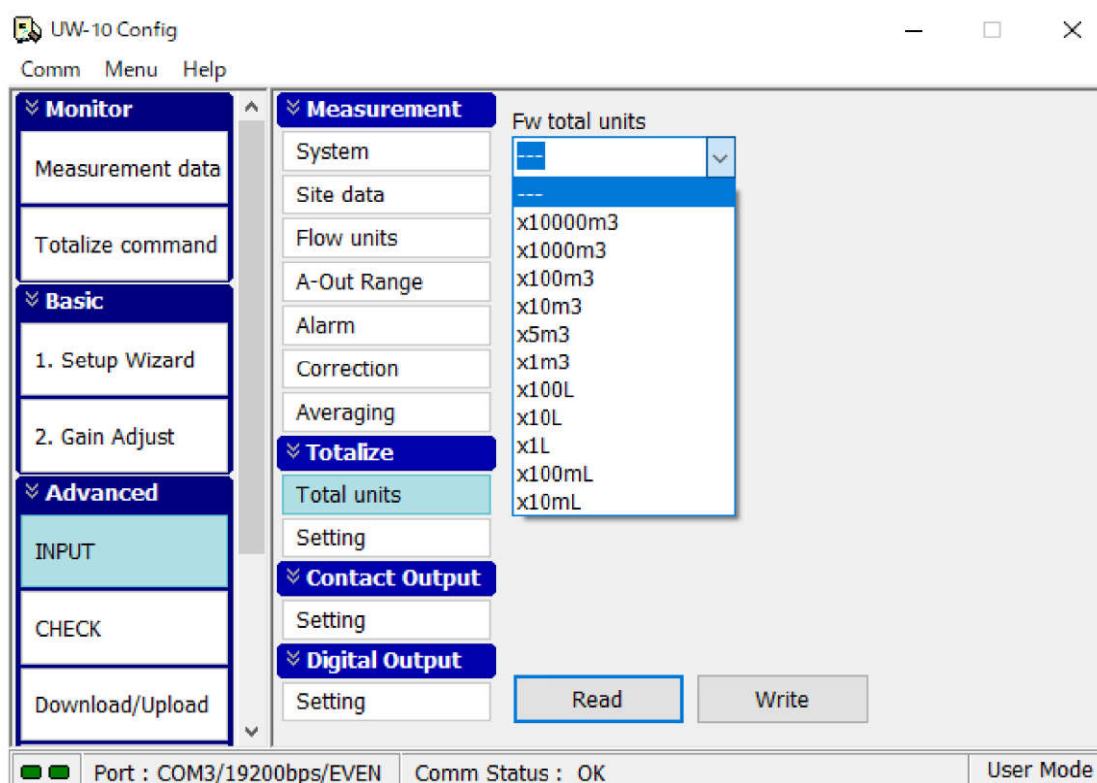 UW-10 Config
Comm Menu Help
Monitor
Measurement data
Totalize command
Basic
1. Setup Wizard
2. Gain Adjust
Advanced
INPUT
CHECK
Download/Upload
Measurement
System
Site data
Flow units
A-Out Range
Alarm
Correction
Averaging
Totalize
Total units
Setting
Contact Output
Setting
Digital Output
Setting
Fw total units
---
---
x10000m3
x1000m3
x100m3
x10m3
x5m3
x1m3
x100L
x10L
x1L
x100mL
x10mL
Read Write
Port : COM3/19200bps/EVEN Comm Status : OK User Mode